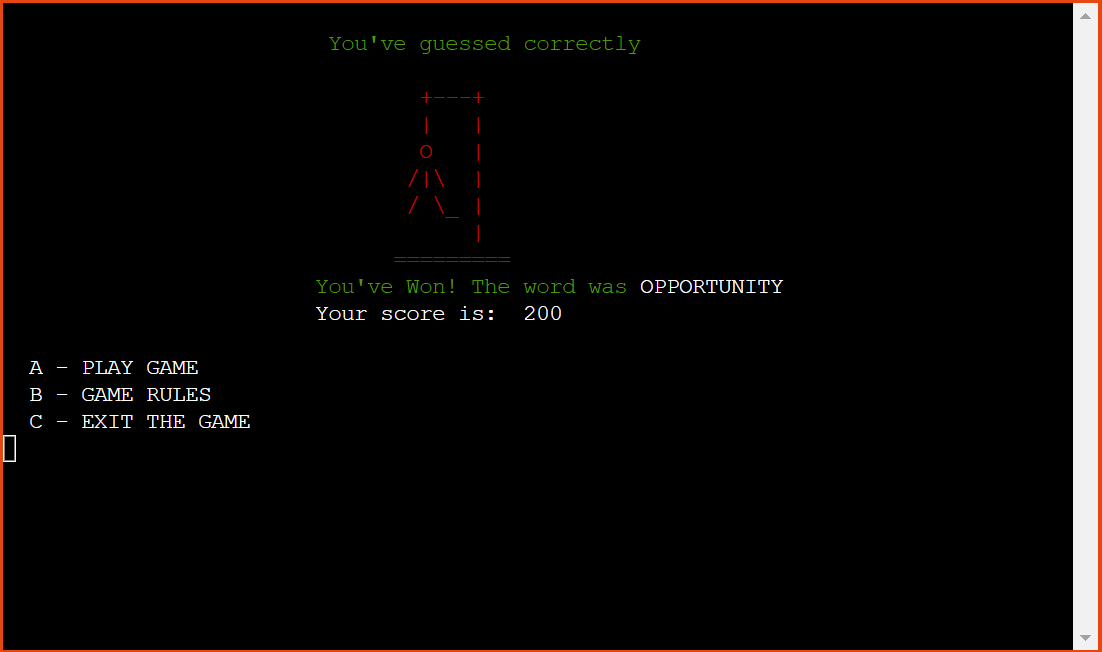 You've guessed correctly
+---+
|   |
O   |
/|\  |
/ \_ |
|
=========
You've Won! The word was OPPORTUNITY
Your score is:  200
A - PLAY GAME
B - GAME RULES
C - EXIT THE GAME